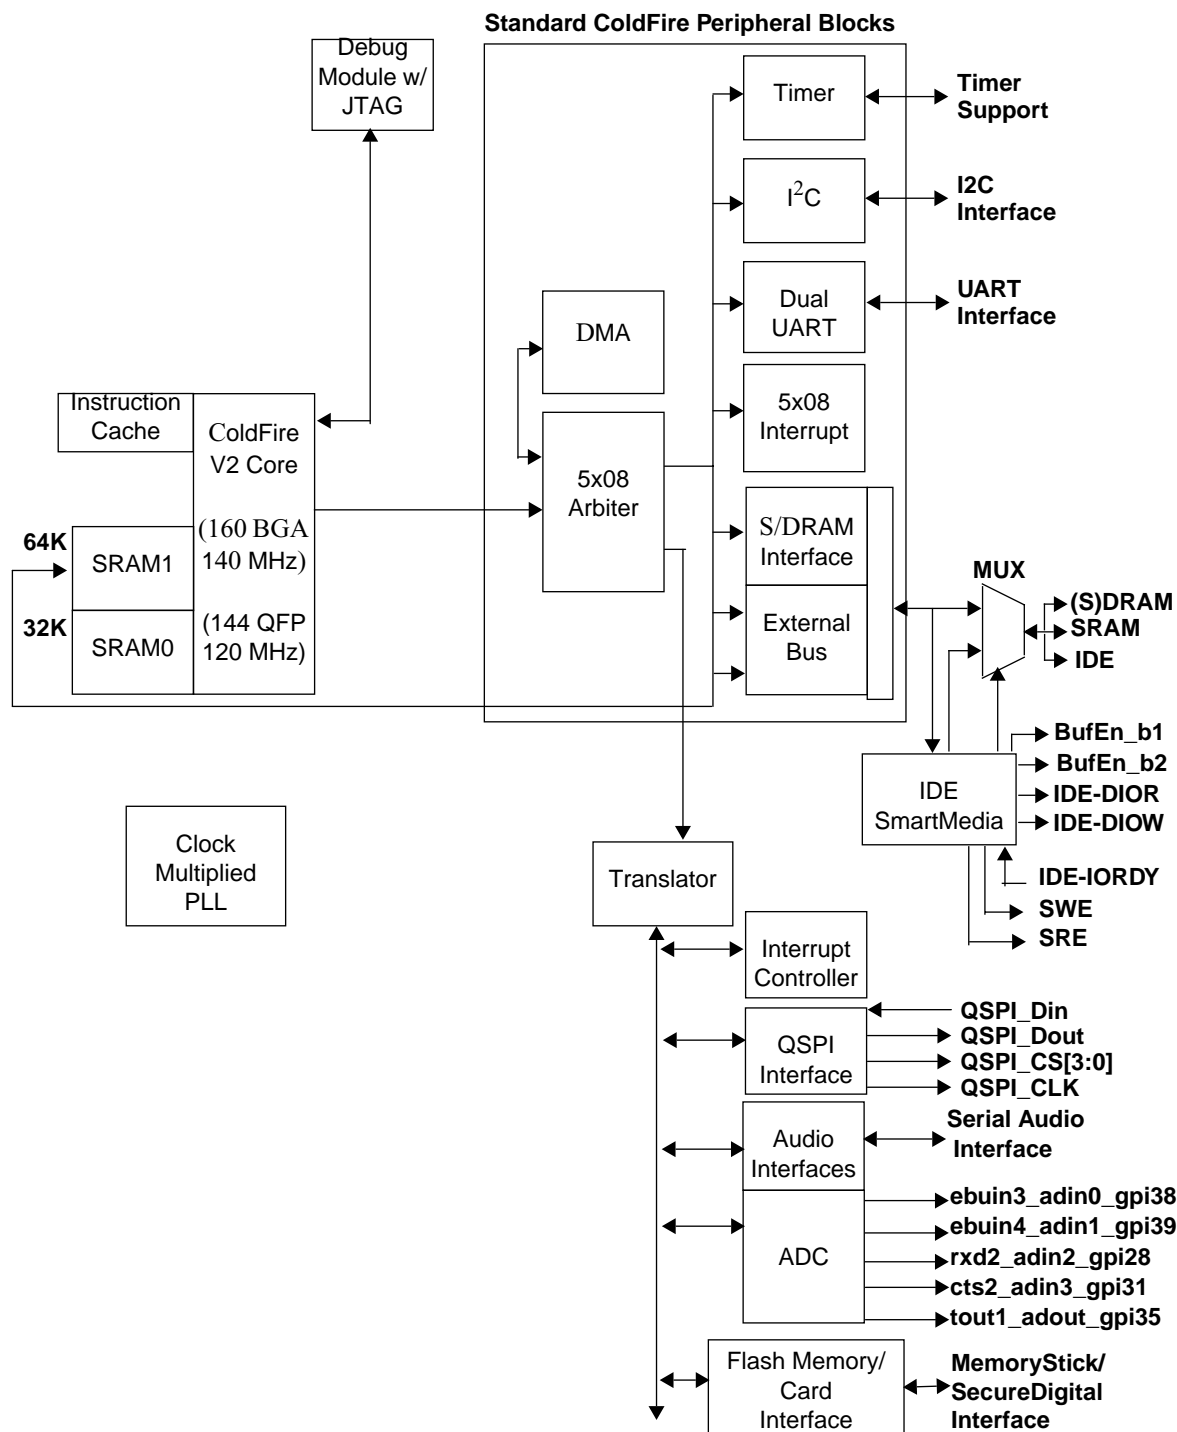 Standard ColdFire Peripheral Blocks
Debug
Module w/
JTAG
Timer
Timer
Support
I²C
I2C
Interface
Dual
UART
UART
Interface
DMA
5x08
Interrupt
Instruction
Cache
ColdFire
V2 Core
(160 BGA
140 MHz)
(144 QFP
120 MHz)
64K
SRAM1
32K
SRAM0
5x08
Arbiter
S/DRAM
Interface
External
Bus
MUX
(S)DRAM
SRAM
IDE
IDE
SmartMedia
BufEn_b1
BufEn_b2
IDE-DIOR
IDE-DIOW
IDE-IORDY
SWE
SRE
Clock
Multiplied
PLL
Translator
Interrupt
Controller
QSPI
Interface
QSPI_Din
QSPI_Dout
QSPI_CS[3:0]
QSPI_CLK
Audio
Interfaces
Serial Audio
Interface
ADC
ebuin3_adin0_gpi38
ebuin4_adin1_gpi39
rxd2_adin2_gpi28
cts2_adin3_gpi31
tout1_adout_gpi35
Flash Memory/
Card
Interface
MemoryStick/
SecureDigital
Interface